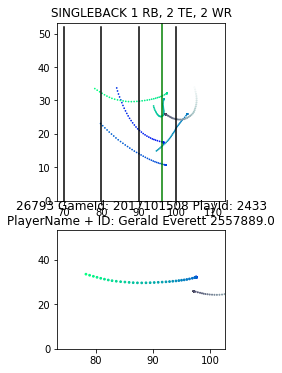 SINGLEBACK 1 RB, 2 TE, 2 WR
50
40
30
20
10
0
70 80 90 100 110
26799 GameId: 2017101508 PlayId: 2433
PlayerName + ID: Gerald Everett 2557889.0
40
20
0
80 90 100